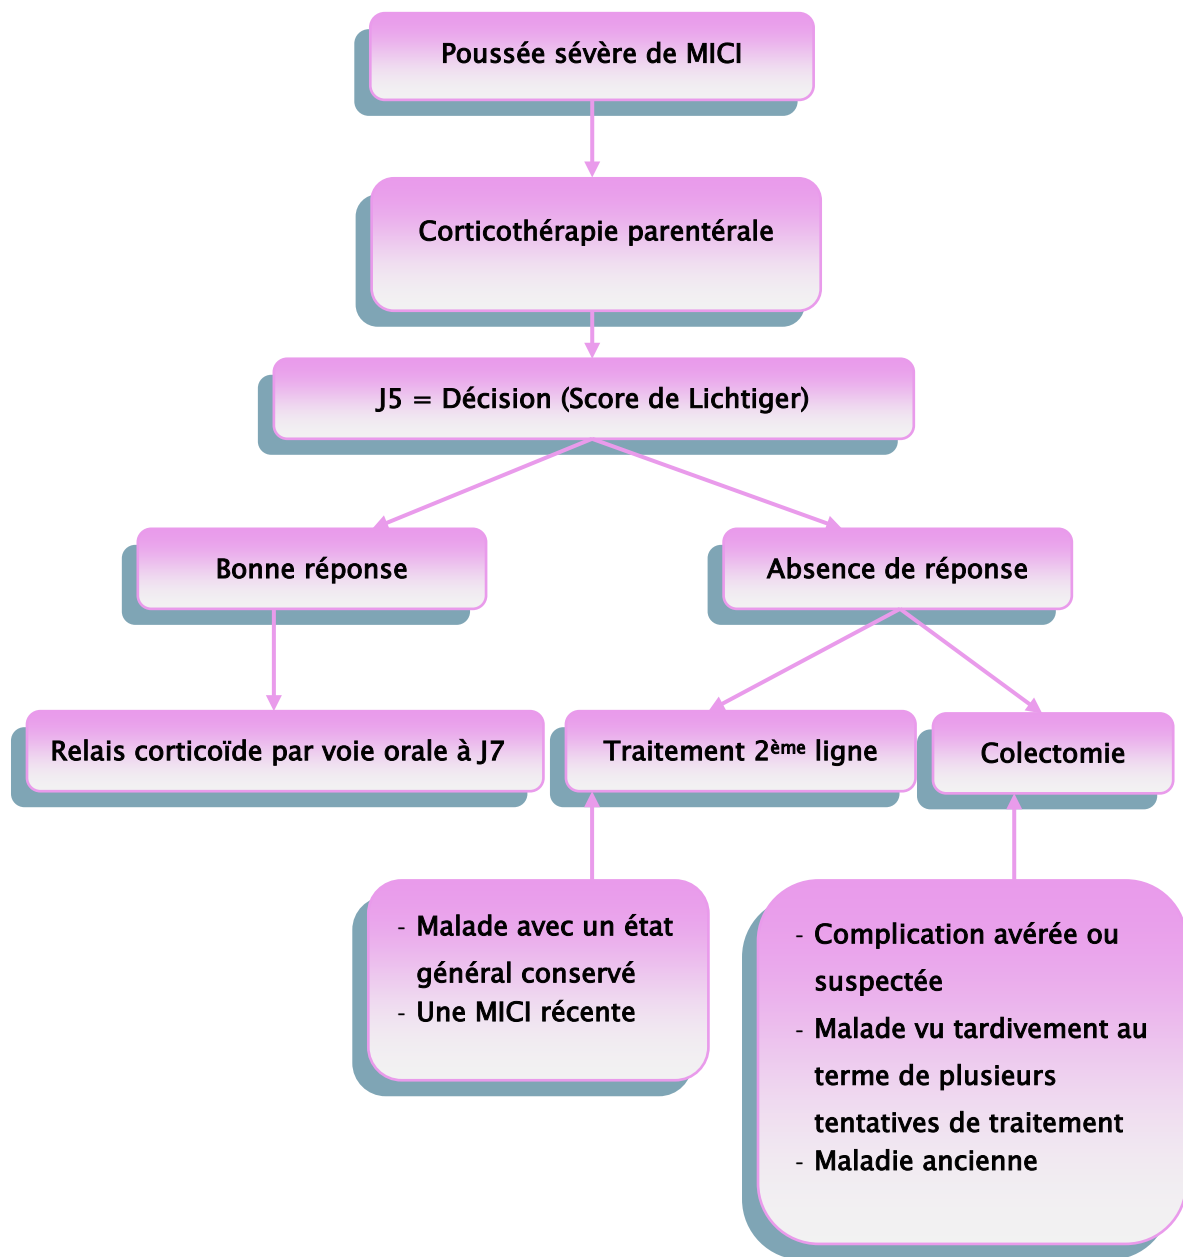 Poussée sévère de MICI
Corticothérapie parentérale
J5 = Décision (Score de Lichtiger)
Bonne réponse
Absence de réponse
Relais corticoïde par voie orale à J7
Traitement 2ème ligne
Colectomie
- Malade avec un état
général conservé
- Une MICI récente
- Complication avérée ou
suspectée
- Malade vu tardivement au
terme de plusieurs
tentatives de traitement
- Maladie ancienne